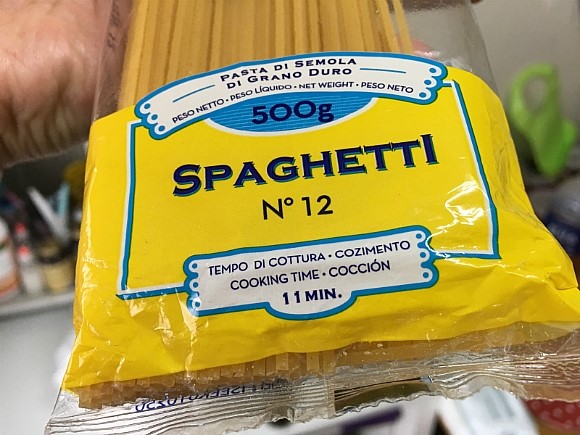 PASTA DI SEMOLA
DI GRANO DURO
PESO NETTO • PESO LÍQUIDO • NET WEIGHT • PESO NETO
500g
SPAGHETTI
N° 12
TEMPO DI COTTURA • COZIMENTO
COOKING TIME • COCCIÓN
11 MIN.